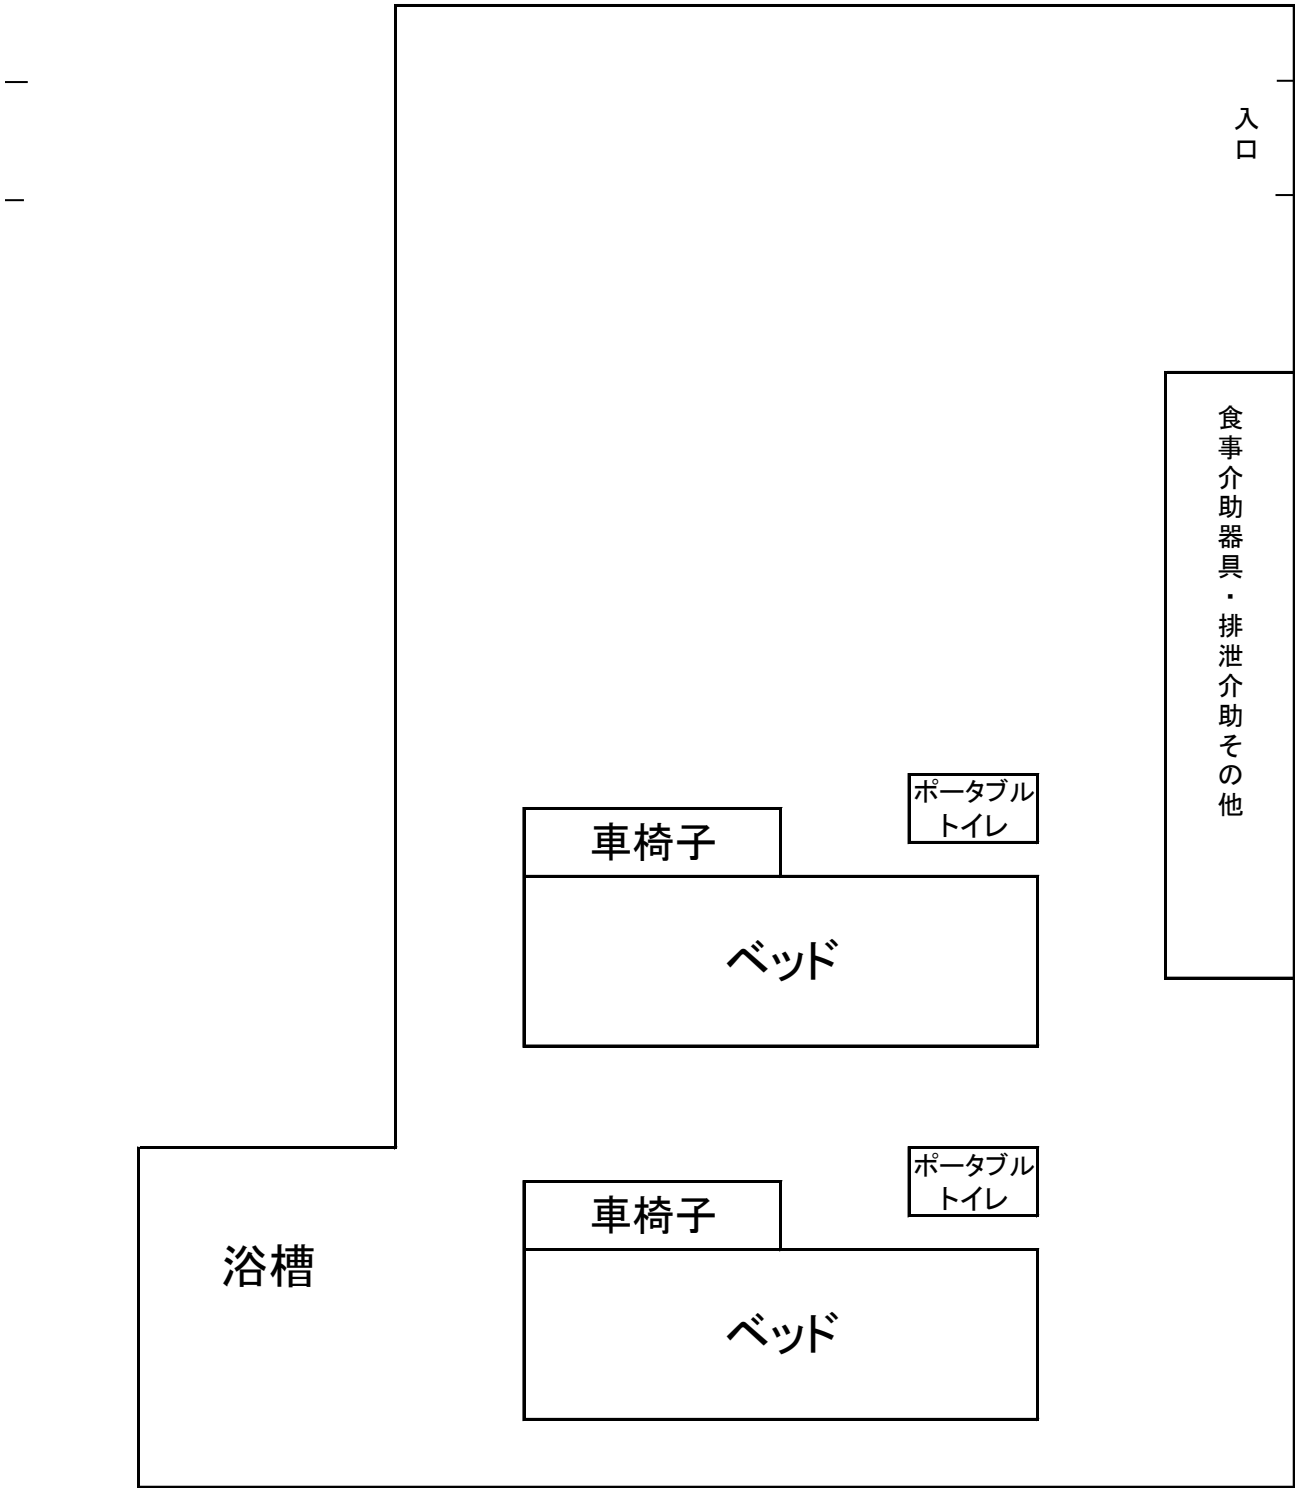 入口
食事介助器具・排泄介助その他
ポータブル
トイレ
車椅子
ベッド
ポータブル
トイレ
車椅子
浴槽
ベッド